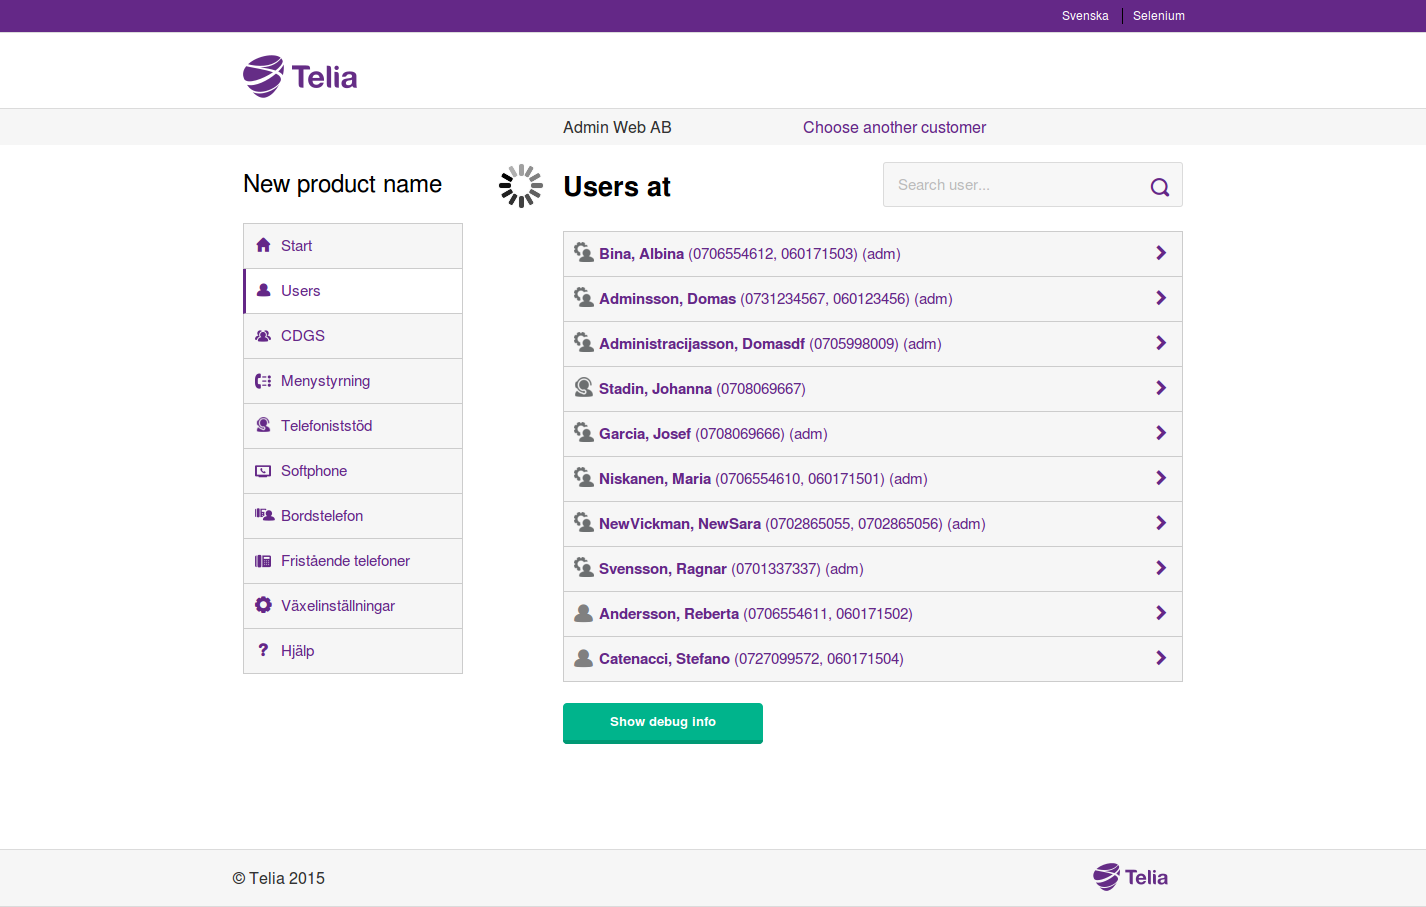 Svenska
Selenium
Telia
Admin Web AB
Choose another customer
New product name
Users at
Search user...
Start
Users
CDGS
Menystyrning
Telefoniststöd
Softphone
Bordstelefon
Fristående telefoner
Växelinställningar
? Hjälp
Bina, Albina (0706554612, 060171503) (adm)
Adminsson, Domas (0731234567, 060123456) (adm)
Administracijasson, Domasdf (0705998009) (adm)
Stadin, Johanna (0708069667)
Garcia, Josef (0708069666) (adm)
Niskanen, Maria (0706554610, 060171501) (adm)
NewVickman, NewSara (0702865055, 0702865056) (adm)
Svensson, Ragnar (0701337337) (adm)
Andersson, Reberta (0706554611, 060171502)
Catenacci, Stefano (0727099572, 060171504)
Show debug info
© Telia 2015
Telia